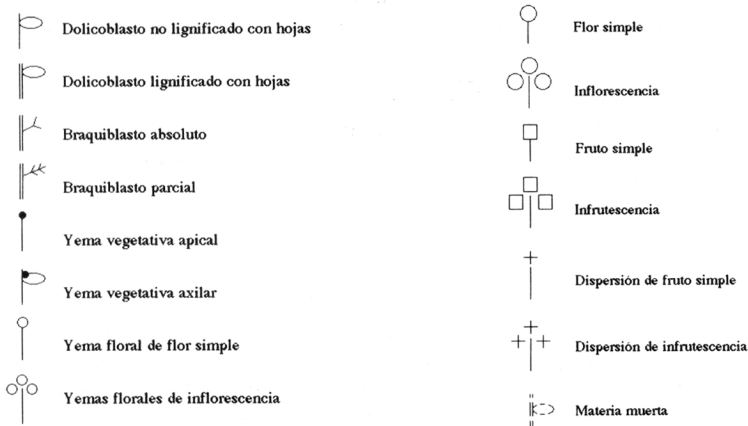 Dolicoblasto no lignificado con hojas
Dolicoblasto lignificado con hojas
Braquiblasto absoluto
Braquiblasto parcial
Yema vegetativa apical
Yema vegetativa axilar
Yema floral de flor simple
Yemas florales de inflorescencia
Flor simple
Inflorescencia
Fruto simple
Infrutescencia
Dispersión de fruto simple
Dispersión de infrutescencia
Materia muerta